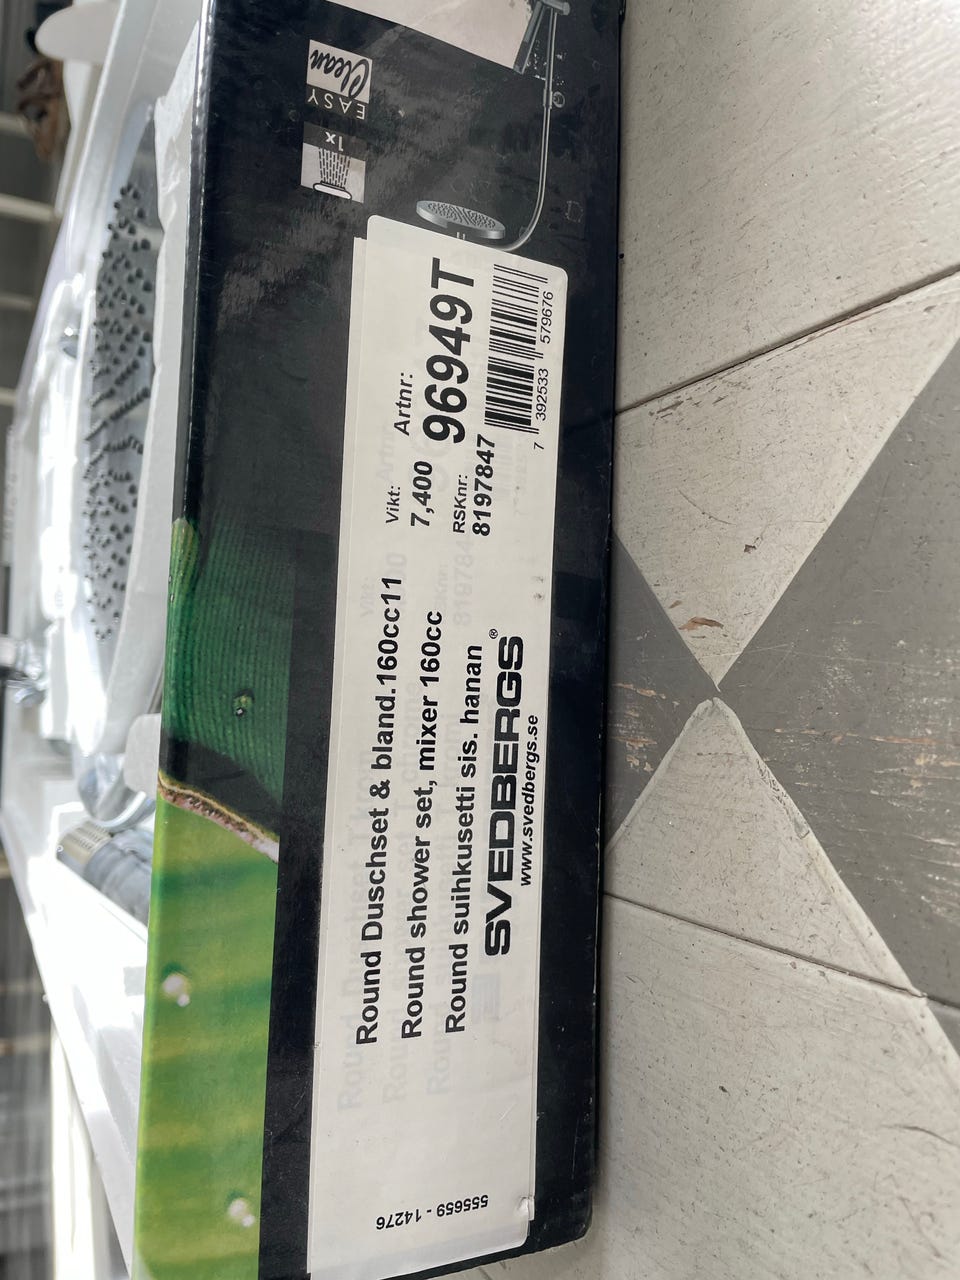 Round Duschset & bland.160cc11
Round shower set, mixer 160cc
Round suihkusetti sis. hanan
SVEDBERGS®
www.svedbergs.se
Vikt:
7,400
Artnr:
96949T
RSKnr:
8197847
7 392533 579676
555659 - 14276
EASY
Clean
1x